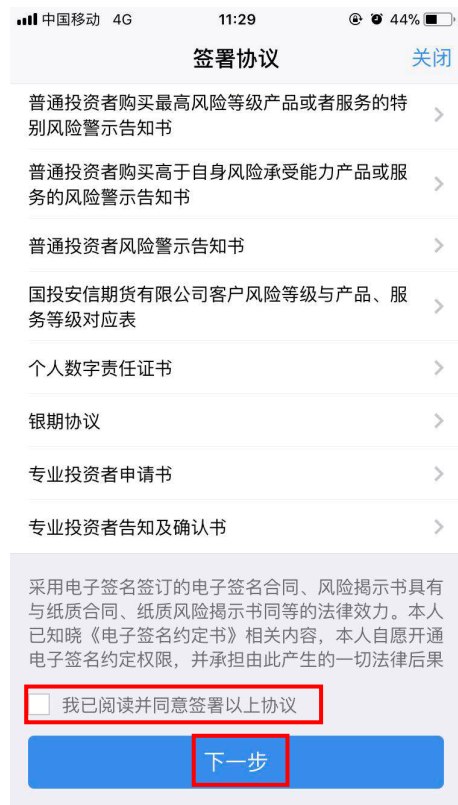 中国移动 4G 11:29 44%
签署协议 关闭
普通投资者购买最高风险等级产品或者服务的特
别风险警示告知书
普通投资者购买高于自身风险承受能力产品或服
务的风险警示告知书
普通投资者风险警示告知书
国投安信期货有限公司客户风险等级与产品、服
务等级对应表
个人数字责任证书
银期协议
专业投资者申请书
专业投资者告知及确认书
采用电子签名签订的电子签名合同、风险揭示书具有
与纸质合同、纸质风险揭示书同等的法律效力。本人
已知晓《电子签名约定书》相关内容，本人自愿开通
电子签名约定权限，并承担由此产生的一切法律后果
我已阅读并同意签署以上协议
下一步